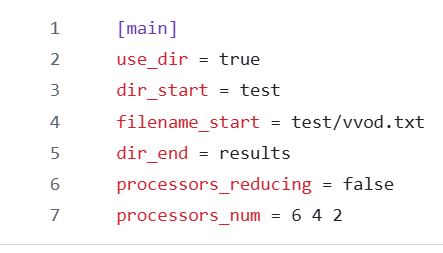 1 [main]
2 use_dir = true
3 dir_start = test
4 filename_start = test/vvod.txt
5 dir_end = results
6 processors_reducing = false
7 processors_num = 6 4 2